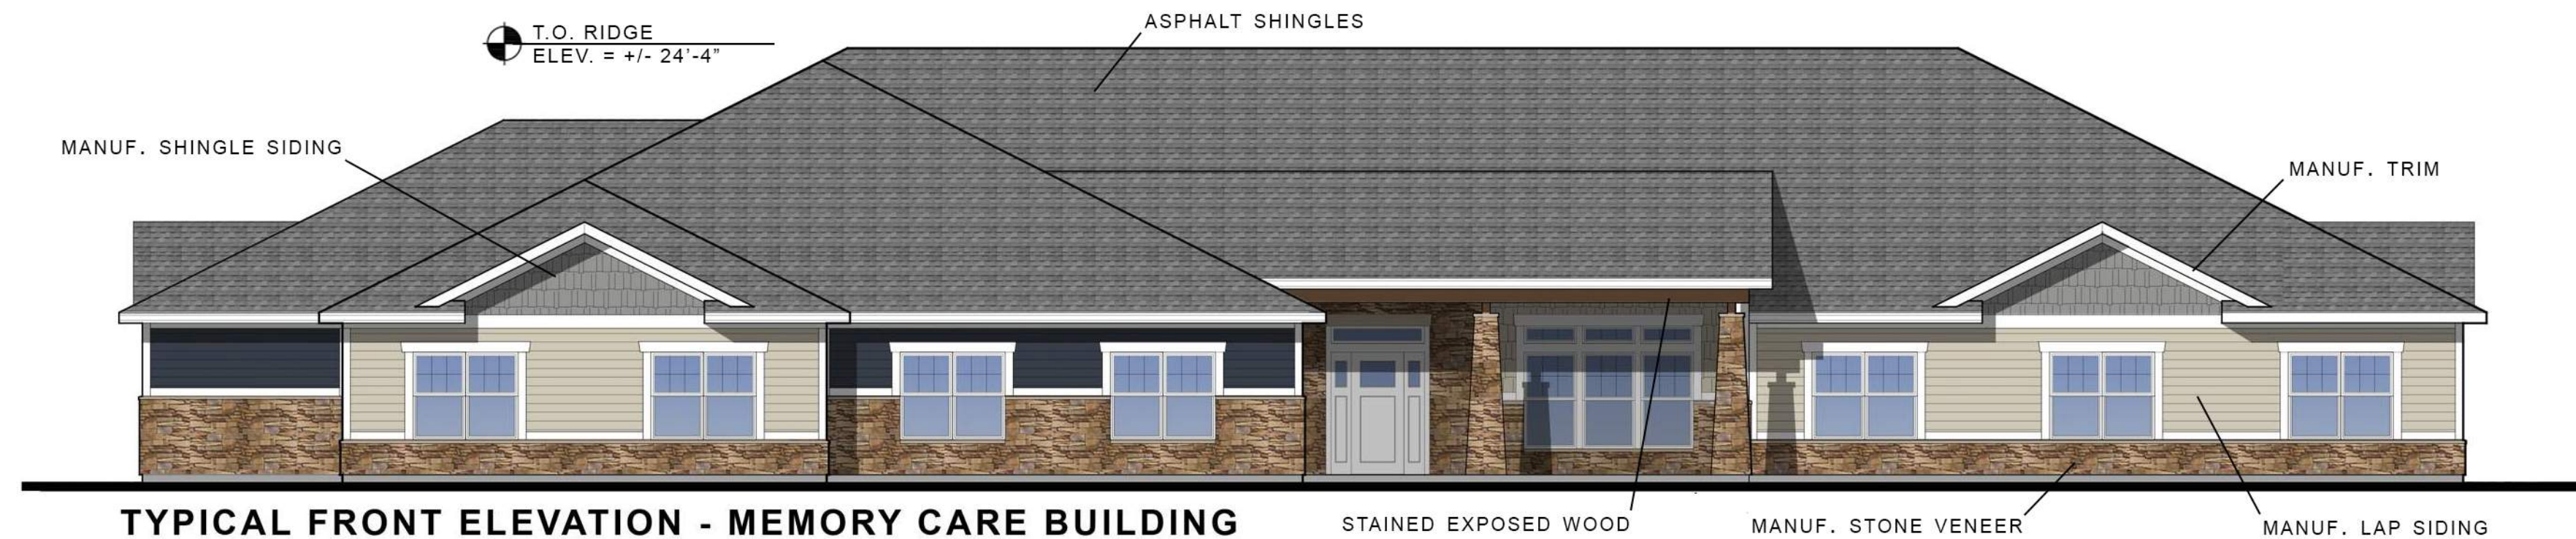 ASPHALT SHINGLES
T.O. RIDGE
ELEV. = +/- 24'-4"
MANUF. SHINGLE SIDING
MANUF. TRIM
TYPICAL FRONT ELEVATION - MEMORY CARE BUILDING
STAINED EXPOSED WOOD
MANUF. STONE VENEER
MANUF. LAP SIDING